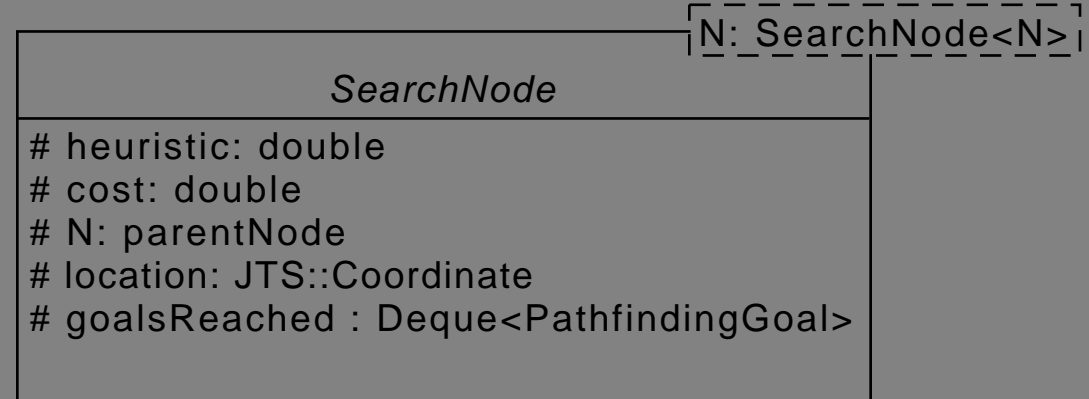 N: SearchNode<N>
SearchNode
# heuristic: double
# cost: double
# N: parentNode
# location: JTS::Coordinate
# goalsReached : Deque<PathfindingGoal>